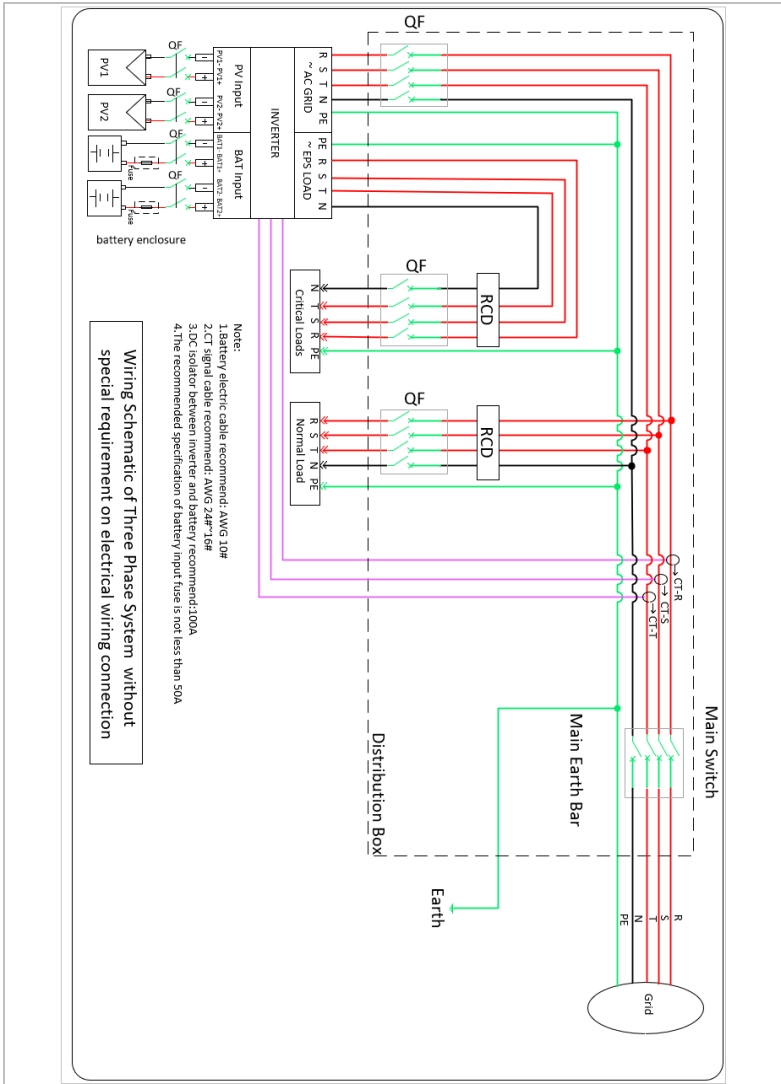 QF
QF
PV1
PV1- PV1+
PV Input
R
S
T
N
PE
~ AC GRID
QF
PV2
PV2- PV2+
INVERTER
QF
Fuse
BAT1- BAT1+
BAT Input
PE
R
S
T
N
~ EPS LOAD
QF
Fuse
BAT2- BAT2+
battery enclosure
QF
Critical Loads
N
T
S
R
PE
RCD
QF
Normal Load
R
S
T
N
PE
RCD
Note:
1.Battery electric cable recommend: AWG 10#
2.CT signal cable recommend: AWG 24#~16#
3.DC isolator between inverter and battery recommend:100A
4.The recommended specification of battery input fuse is not less than 50A
Wiring Schematic of Three Phase System without
special requirement on electrical wiring connection
CT-R
CT-S
CT-T
Main Switch
Main Earth Bar
Distribution Box
Earth
R
S
T
N
PE
Grid